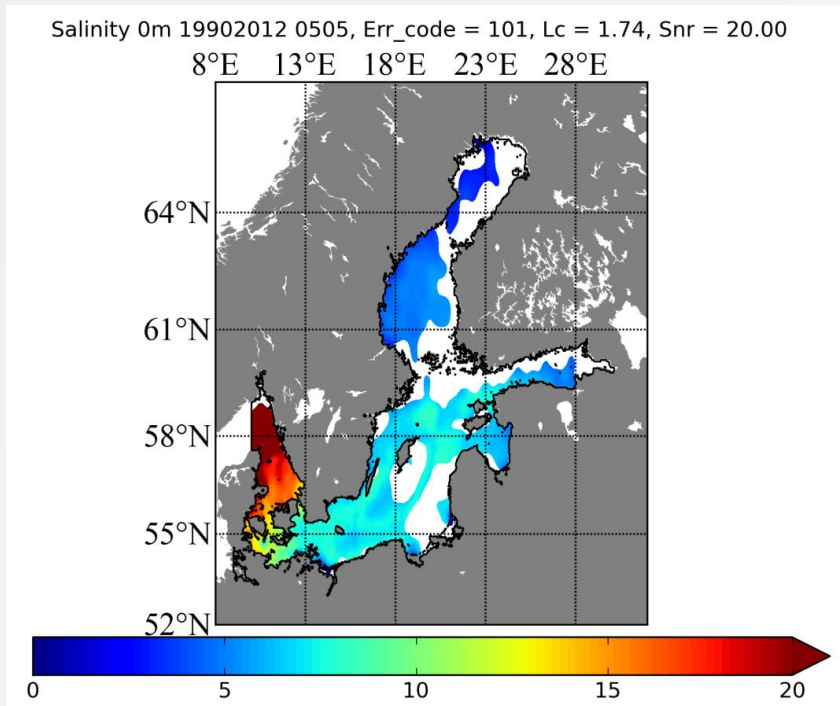 Salinity 0m 19902012 0505, Err_code = 101, Lc = 1.74, Snr = 20.00
8°E 13°E 18°E 23°E 28°E
64°N
61°N
58°N
55°N
52°N
0 5 10 15 20